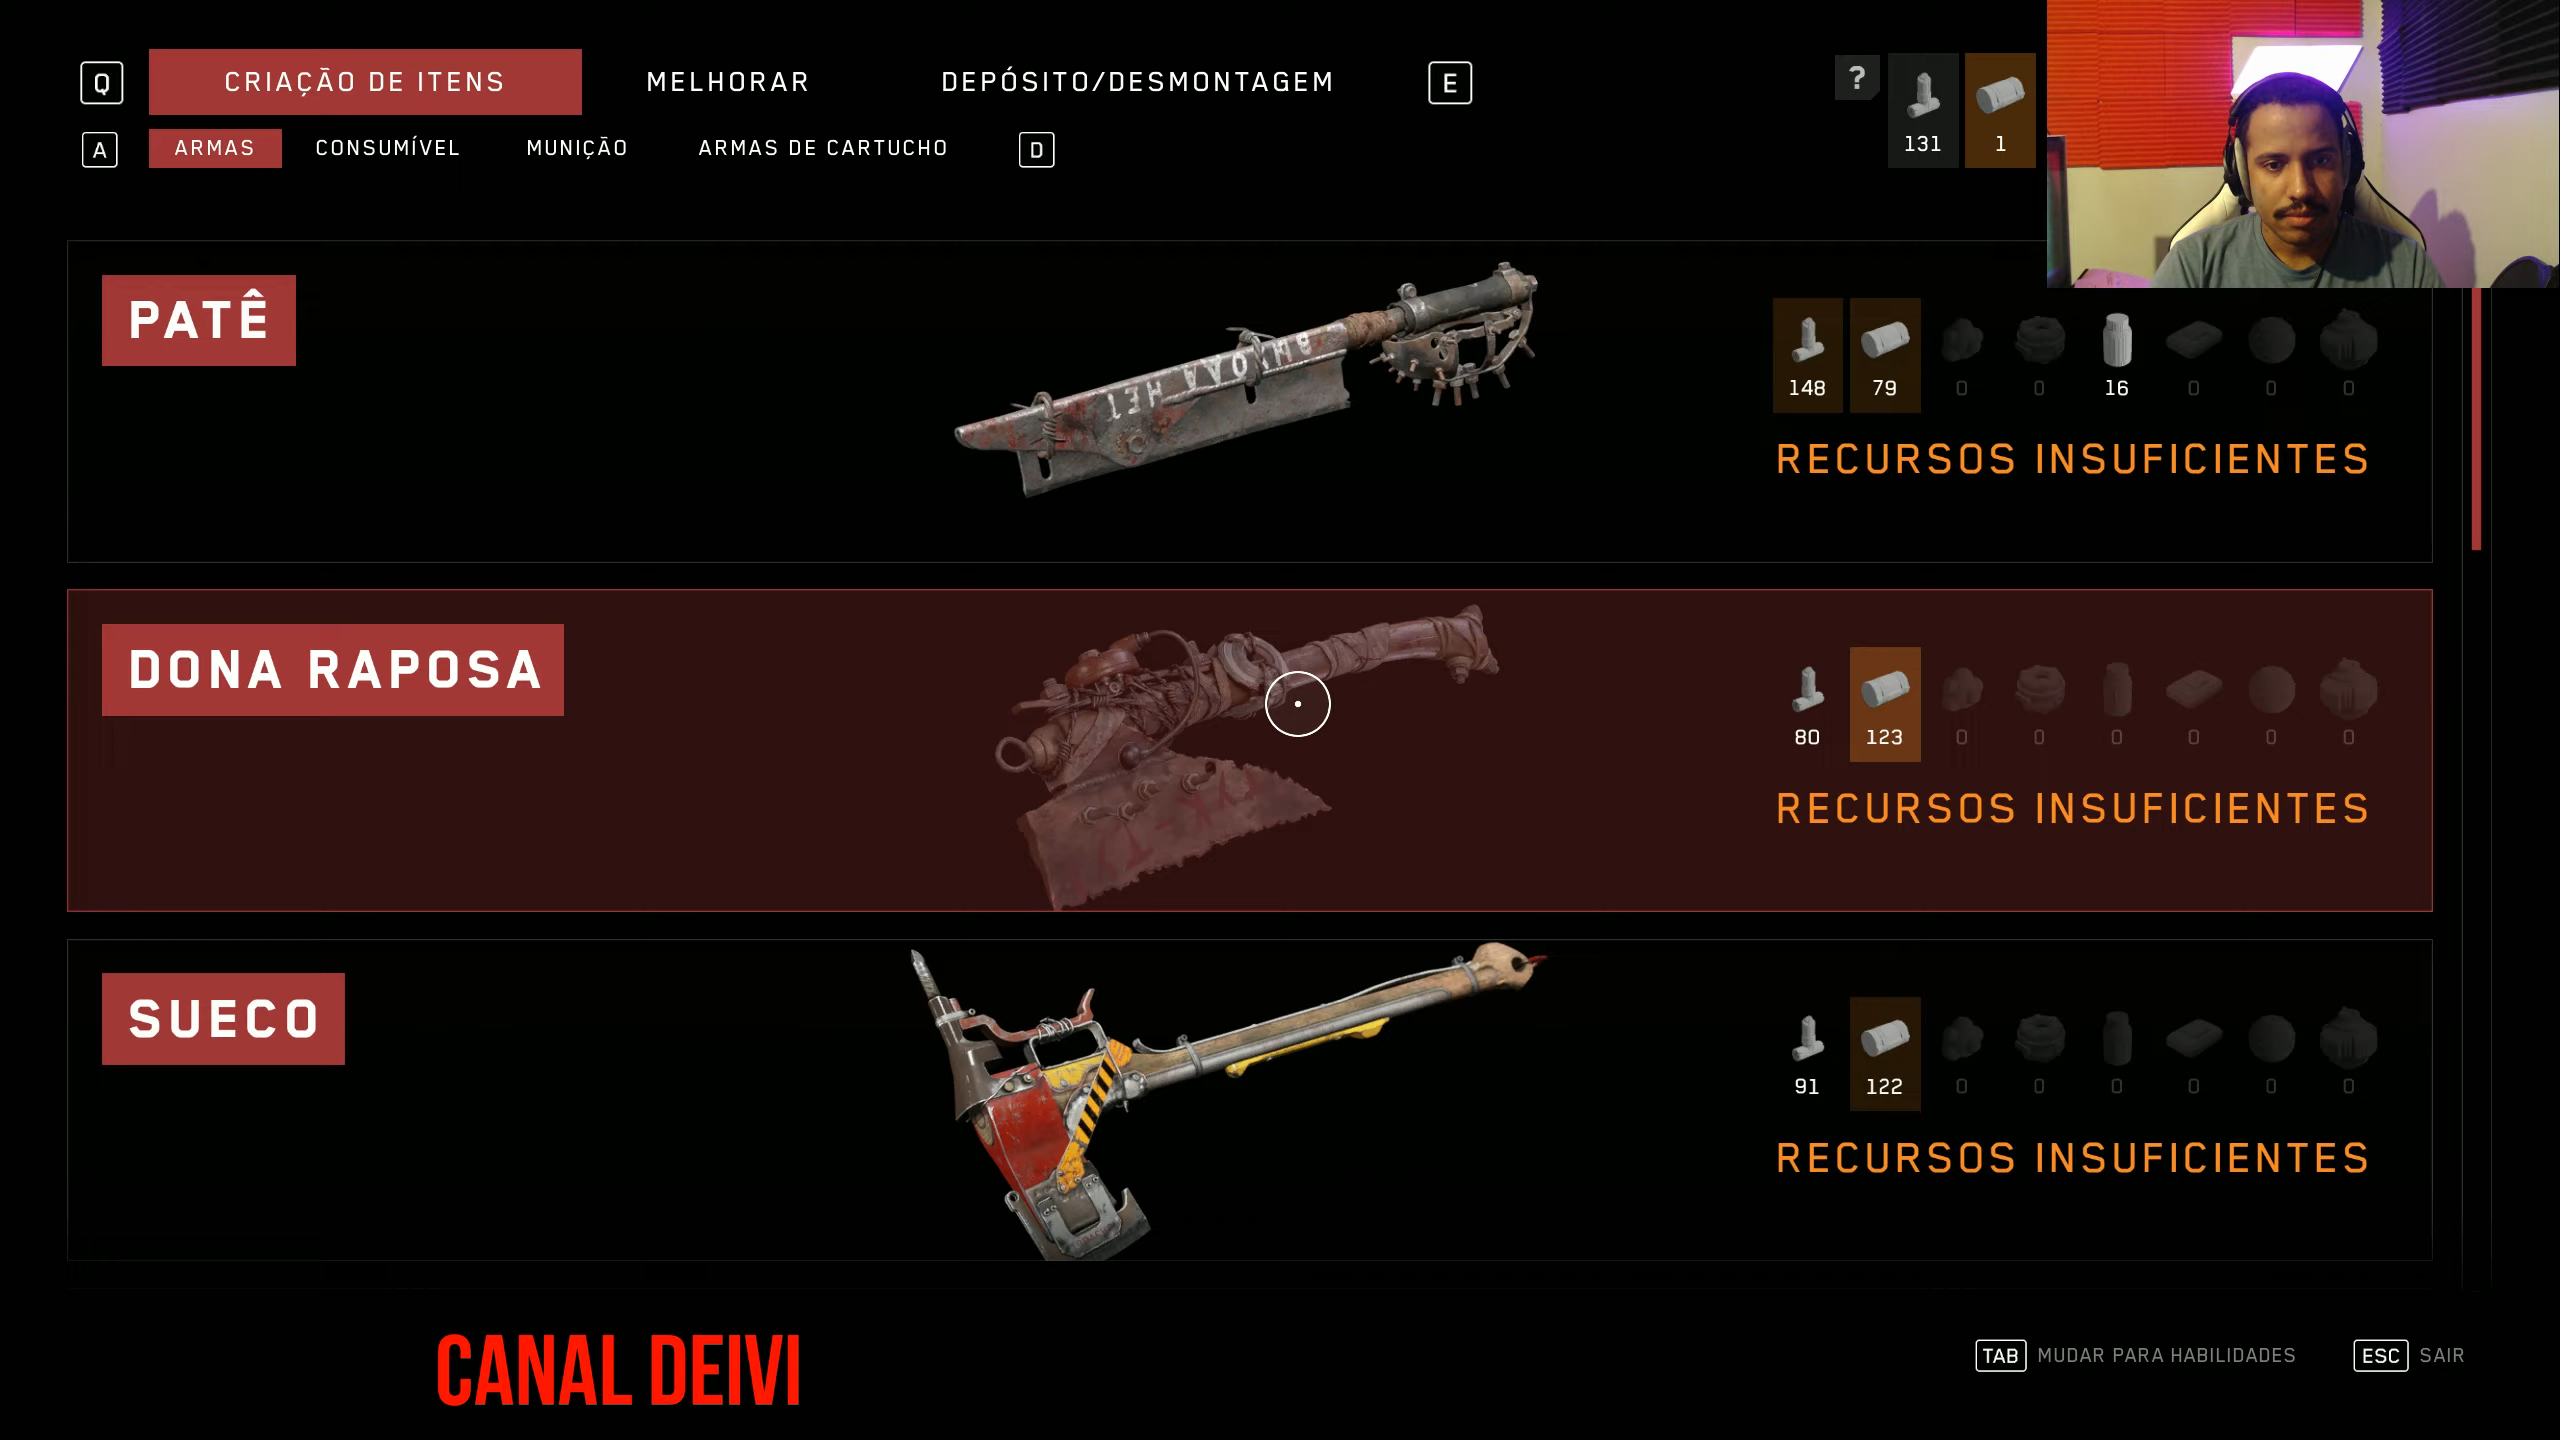 Q CRIAÇÃO DE ITENS MELHORAR DEPÓSITO/DESMONTAGEM E
? 131 1
A ARMAS CONSUMÍVEL MUNIÇÃO ARMAS DE CARTUCHO D
PATÊ
148 79 0 0 16 0 0 0
RECURSOS INSUFICIENTES
DONA RAPOSA
80 123 0 0 0 0 0 0
RECURSOS INSUFICIENTES
SUECO
91 122 0 0 0 0 0 0
RECURSOS INSUFICIENTES
CANAL DEIVI
TAB MUDAR PARA HABILIDADES ESC SAIR